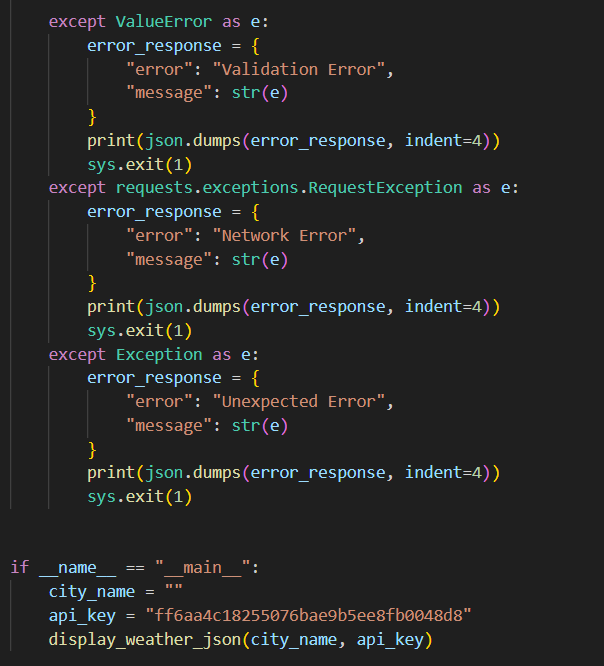 except ValueError as e:
error_response = {
"error": "Validation Error",
"message": str(e)
}
print(json.dumps(error_response, indent=4))
sys.exit(1)
except requests.exceptions.RequestException as e:
error_response = {
"error": "Network Error",
"message": str(e)
}
print(json.dumps(error_response, indent=4))
sys.exit(1)
except Exception as e:
error_response = {
"error": "Unexpected Error",
"message": str(e)
}
print(json.dumps(error_response, indent=4))
sys.exit(1)
if __name__ == "__main__":
city_name = ""
api_key = "ff6aa4c18255076bae9b5ee8fb0048d8"
display_weather_json(city_name, api_key)